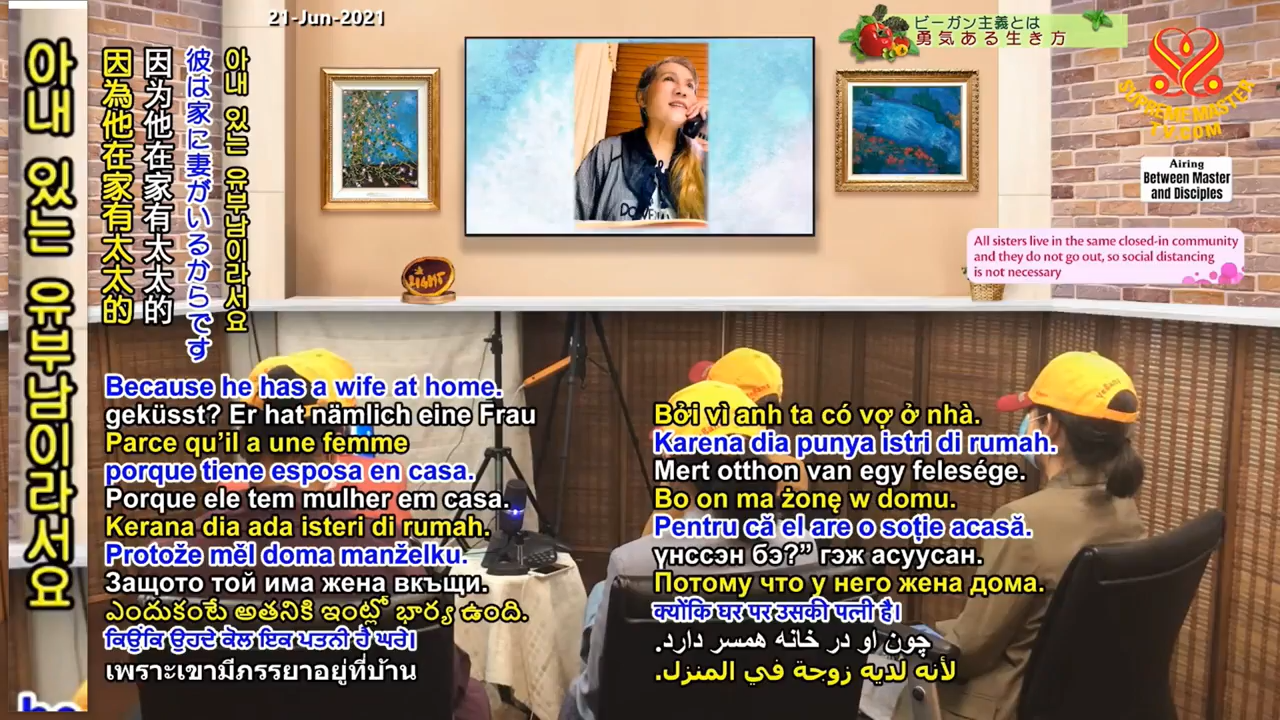 21-Jun-2021
ビーガン主義とは
勇気ある生き方
SUPREMEMASTER
TV.COM
Airing
Between Master
and Disciples
All sisters live in the same closed-in community
and they do not go out, so social distancing
is not necessary
아내 있는 유부남이라서요
因為他在家有太太的
因为他在家有太太的
彼は家に妻がいるからです
아내 있는 유부남이라서요
Because he has a wife at home.
geküsst? Er hat nämlich eine Frau
Parce qu’il a une femme
porque tiene esposa en casa.
Porque ele tem mulher em casa.
Kerana dia ada isteri di rumah.
Protože měl doma manželku.
Защото той има жена вкъщи.
ఎందుకంటే అతనికి ఇంట్లో భార్య ఉంది.
ਕਿਉਂਕਿ ਉਹਦੇ ਕੋਲ ਇਕ ਪਤਨੀ ਹੈ ਘਰੇ।
เพราะเขามีภรรยาอยู่ที่บ้าน
Bởi vì anh ta có vợ ở nhà.
Karena dia punya istri di rumah.
Mert otthon van egy felesége.
Bo on ma żonę w domu.
Pentru că el are o soție acasă.
үнссэн бэ?” гэж асуусан.
Потому что у него жена дома.
क्योंकि घर पर उसकी पत्नी है।
چون او در خانه همسر دارد.
لأنه لديه زوجة في المنزل.